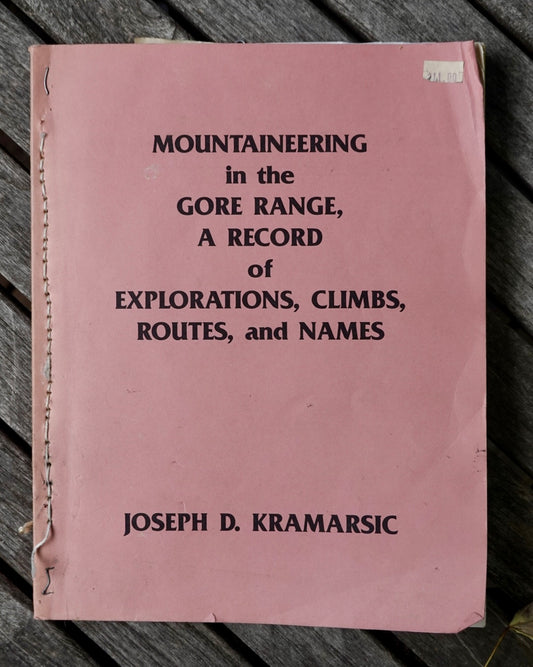 MOUNTAINEERING
in the
GORE RANGE,
A RECORD
of
EXPLORATIONS, CLIMBS,
ROUTES, and NAMES
JOSEPH D. KRAMARSIC